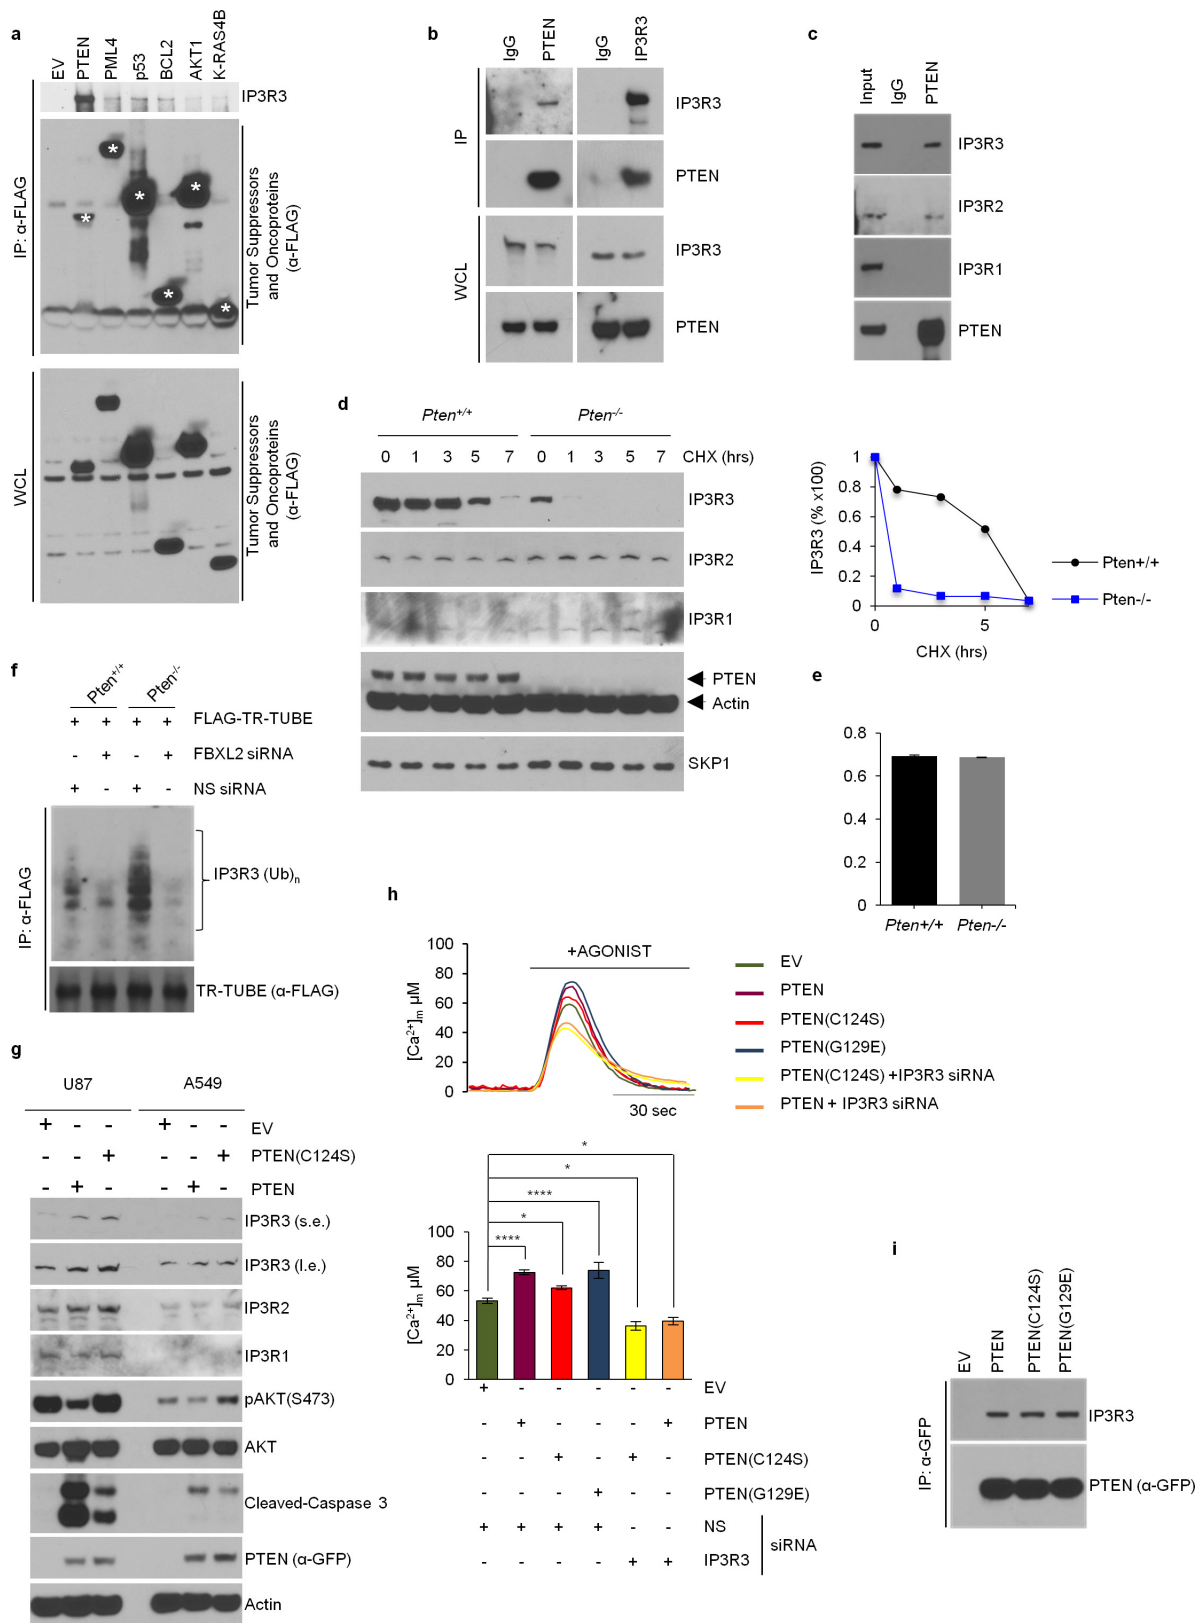 a
EV
PTEN
PML4
p53
BCL2
AKT1
K-RAS4B
IP3R3
IP: α-FLAG
*
*
*
*
*
*
Tumor Suppressors
and Oncoproteins
(α-FLAG)
WCL
Tumor Suppressors
and Oncoproteins
(α-FLAG)
b
IgG
PTEN
IgG
IP3R3
IP
IP3R3
PTEN
WCL
IP3R3
PTEN
c
Input
IgG
PTEN
IP3R3
IP3R2
IP3R1
PTEN
d
Pten+/+ Pten-/-
0 1 3 5 7 0 1 3 5 7 CHX (hrs)
IP3R3
IP3R2
IP3R1
PTEN
Actin
SKP1
IP3R3 (% x100)
1
0.8
0.6
0.4
0.2
0
0 5
CHX (hrs)
Pten+/+
Pten-/-
e
0.8
0.6
0.4
0.2
0
Pten+/+ Pten-/-
f
Pten+/+
Pten-/-
+ + + + FLAG-TR-TUBE
- + - + FBXL2 siRNA
+ - + - NS siRNA
IP: α-FLAG
IP3R3 (Ub)n
TR-TUBE (α-FLAG)
g
U87 A549
+ - - + - - EV
- - + - - + PTEN(C124S)
- + - - + - PTEN
IP3R3 (s.e.)
IP3R3 (l.e.)
IP3R2
IP3R1
pAKT(S473)
AKT
Cleaved-Caspase 3
PTEN (α-GFP)
Actin
h
[Ca2+]m µM
100
80
60
40
20
0
+AGONIST
30 sec
EV
PTEN
PTEN(C124S)
PTEN(G129E)
PTEN(C124S) +IP3R3 siRNA
PTEN + IP3R3 siRNA
*
*
****
*
****
[Ca2+]m µM
100
80
60
40
20
0
+ - - - - - EV
- + - - - + PTEN
- - + - + - PTEN(C124S)
- - - + - - PTEN(G129E)
+ + + + - - NS
- - - - + + IP3R3
siRNA
i
EV
PTEN
PTEN(C124S)
PTEN(G129E)
IP: α-GFP
IP3R3
PTEN (α-GFP)